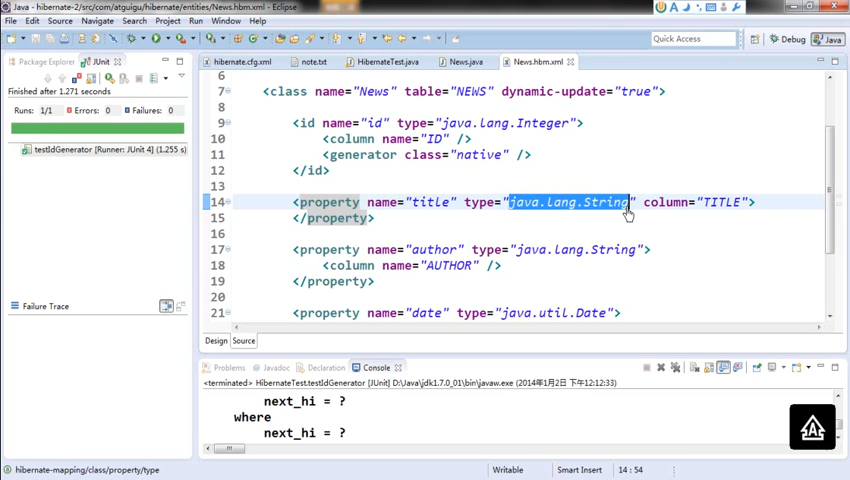 Java - hibernate-2/src/com/atguigu/hibernate/entities/News.hbm.xml - Eclipse
File Edit Source Navigate Search Project Run Window Help
Quick Access
Debug
Java
Package Explorer
JUnit
Finished after 1.271 seconds
Runs: 1/1
Errors: 0
Failures: 0
testIdGenerator [Runner: JUnit 4] (1.255 s)
Failure Trace
hibernate.cfg.xml
note.txt
HibernateTest.java
News.java
News.hbm.xml
6
7 <class name="News" table="NEWS" dynamic-update="true">
8
9 <id name="id" type="java.lang.Integer">
10 <column name="ID" />
11 <generator class="native" />
12 </id>
13
14 <property name="title" type="java.lang.String" column="TITLE">
15 </property>
16
17 <property name="author" type="java.lang.String">
18 <column name="AUTHOR" />
19 </property>
20
21 <property name="date" type="java.util.Date">
Design Source
Problems
Javadoc
Declaration
Console
<terminated> HibernateTest.testIdGenerator [JUnit] D:\Java\jdk1.7.0_01\bin\javaw.exe (2014年1月2日 下午12:12:33)
next_hi = ?
where
next_hi = ?
hibernate-mapping/class/property/type
Writable
Smart Insert
14 : 54